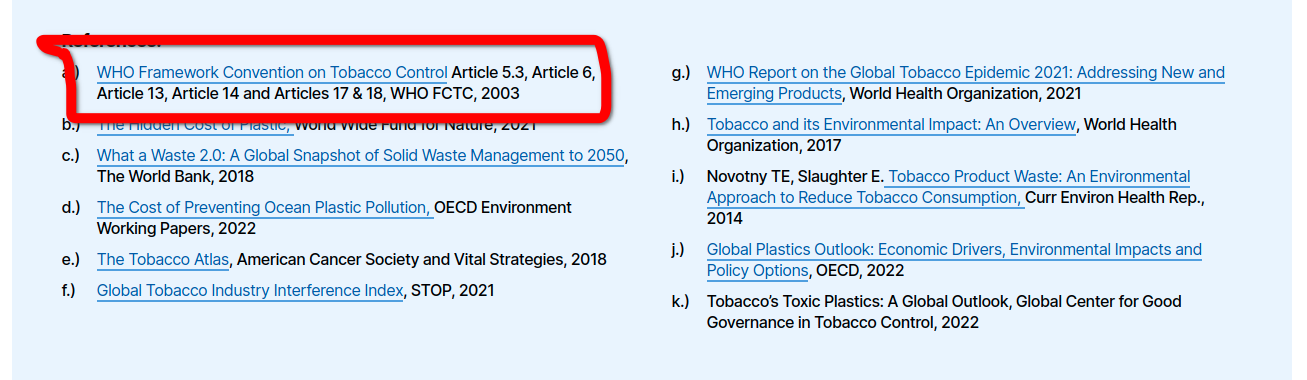 References:
a.) WHO Framework Convention on Tobacco Control Article 5.3, Article 6,
Article 13, Article 14 and Articles 17 & 18, WHO FCTC, 2003
b.) The Hidden Cost of Plastic, World Wide Fund for Nature, 2021
c.) What a Waste 2.0: A Global Snapshot of Solid Waste Management to 2050,
The World Bank, 2018
d.) The Cost of Preventing Ocean Plastic Pollution, OECD Environment
Working Papers, 2022
e.) The Tobacco Atlas, American Cancer Society and Vital Strategies, 2018
f.) Global Tobacco Industry Interference Index, STOP, 2021
g.) WHO Report on the Global Tobacco Epidemic 2021: Addressing New and
Emerging Products, World Health Organization, 2021
h.) Tobacco and its Environmental Impact: An Overview, World Health
Organization, 2017
i.) Novotny TE, Slaughter E. Tobacco Product Waste: An Environmental
Approach to Reduce Tobacco Consumption, Curr Environ Health Rep.,
2014
j.) Global Plastics Outlook: Economic Drivers, Environmental Impacts and
Policy Options, OECD, 2022
k.) Tobacco's Toxic Plastics: A Global Outlook, Global Center for Good
Governance in Tobacco Control, 2022